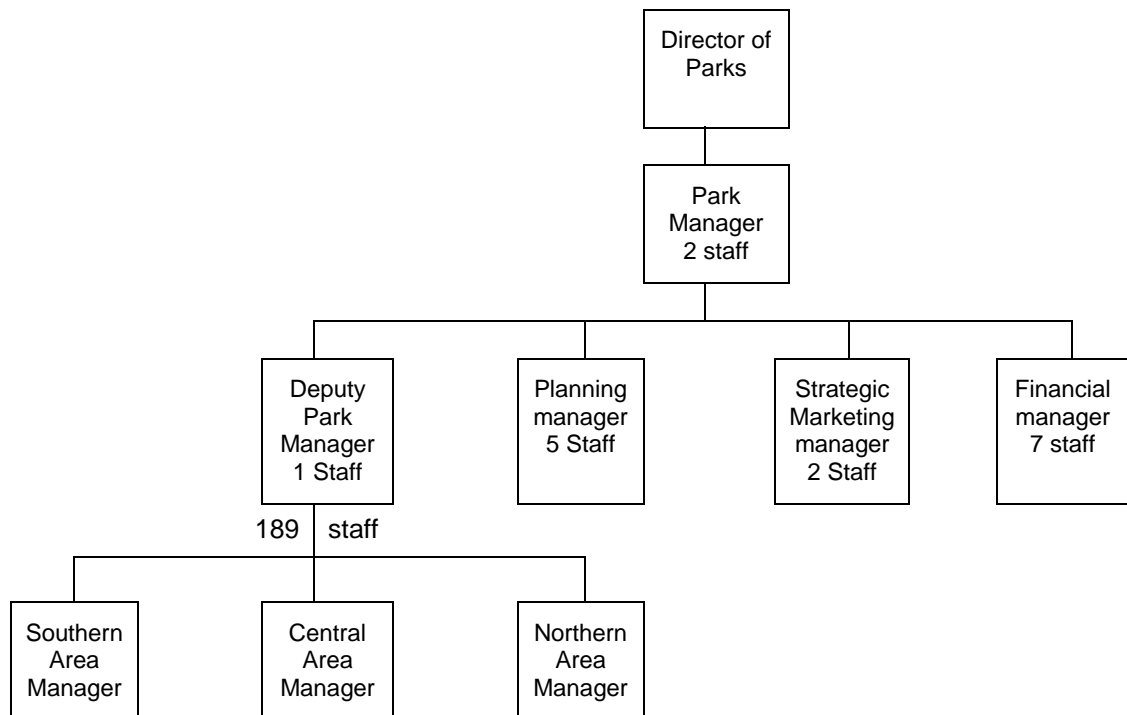 Director of
Parks
Park
Manager
2 staff
Deputy
Park
Manager
1 Staff
Planning
manager
5 Staff
Strategic
Marketing
manager
2 Staff
Financial
manager
7 staff
189 staff
Southern
Area
Manager
Central
Area
Manager
Northern
Area
Manager